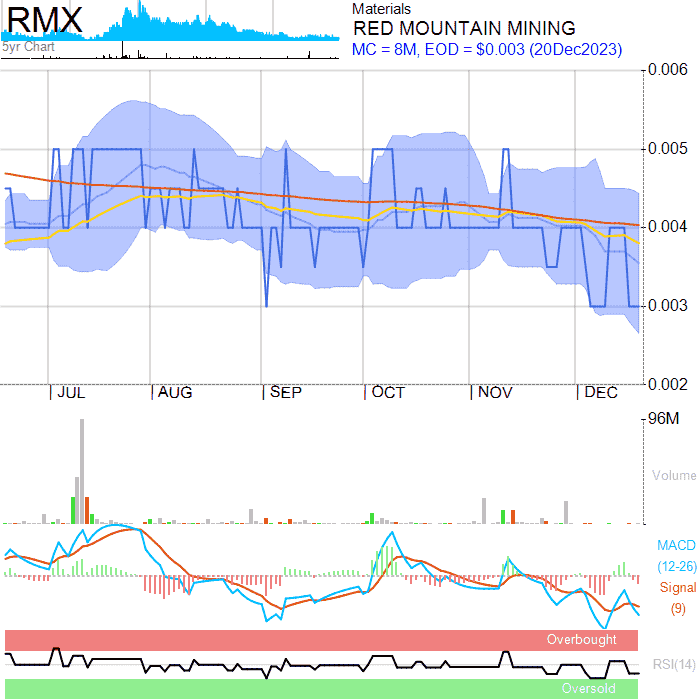 RMX
5yr Chart
Materials
RED MOUNTAIN MINING
MC = 8M, EOD = $0.003 (20Dec2023)
0.006
0.005
0.004
0.003
0.002
JUL AUG SEP OCT NOV DEC
96M
Volume
MACD
(12-26)
Signal
(9)
Overbought
RSI(14)
Oversold